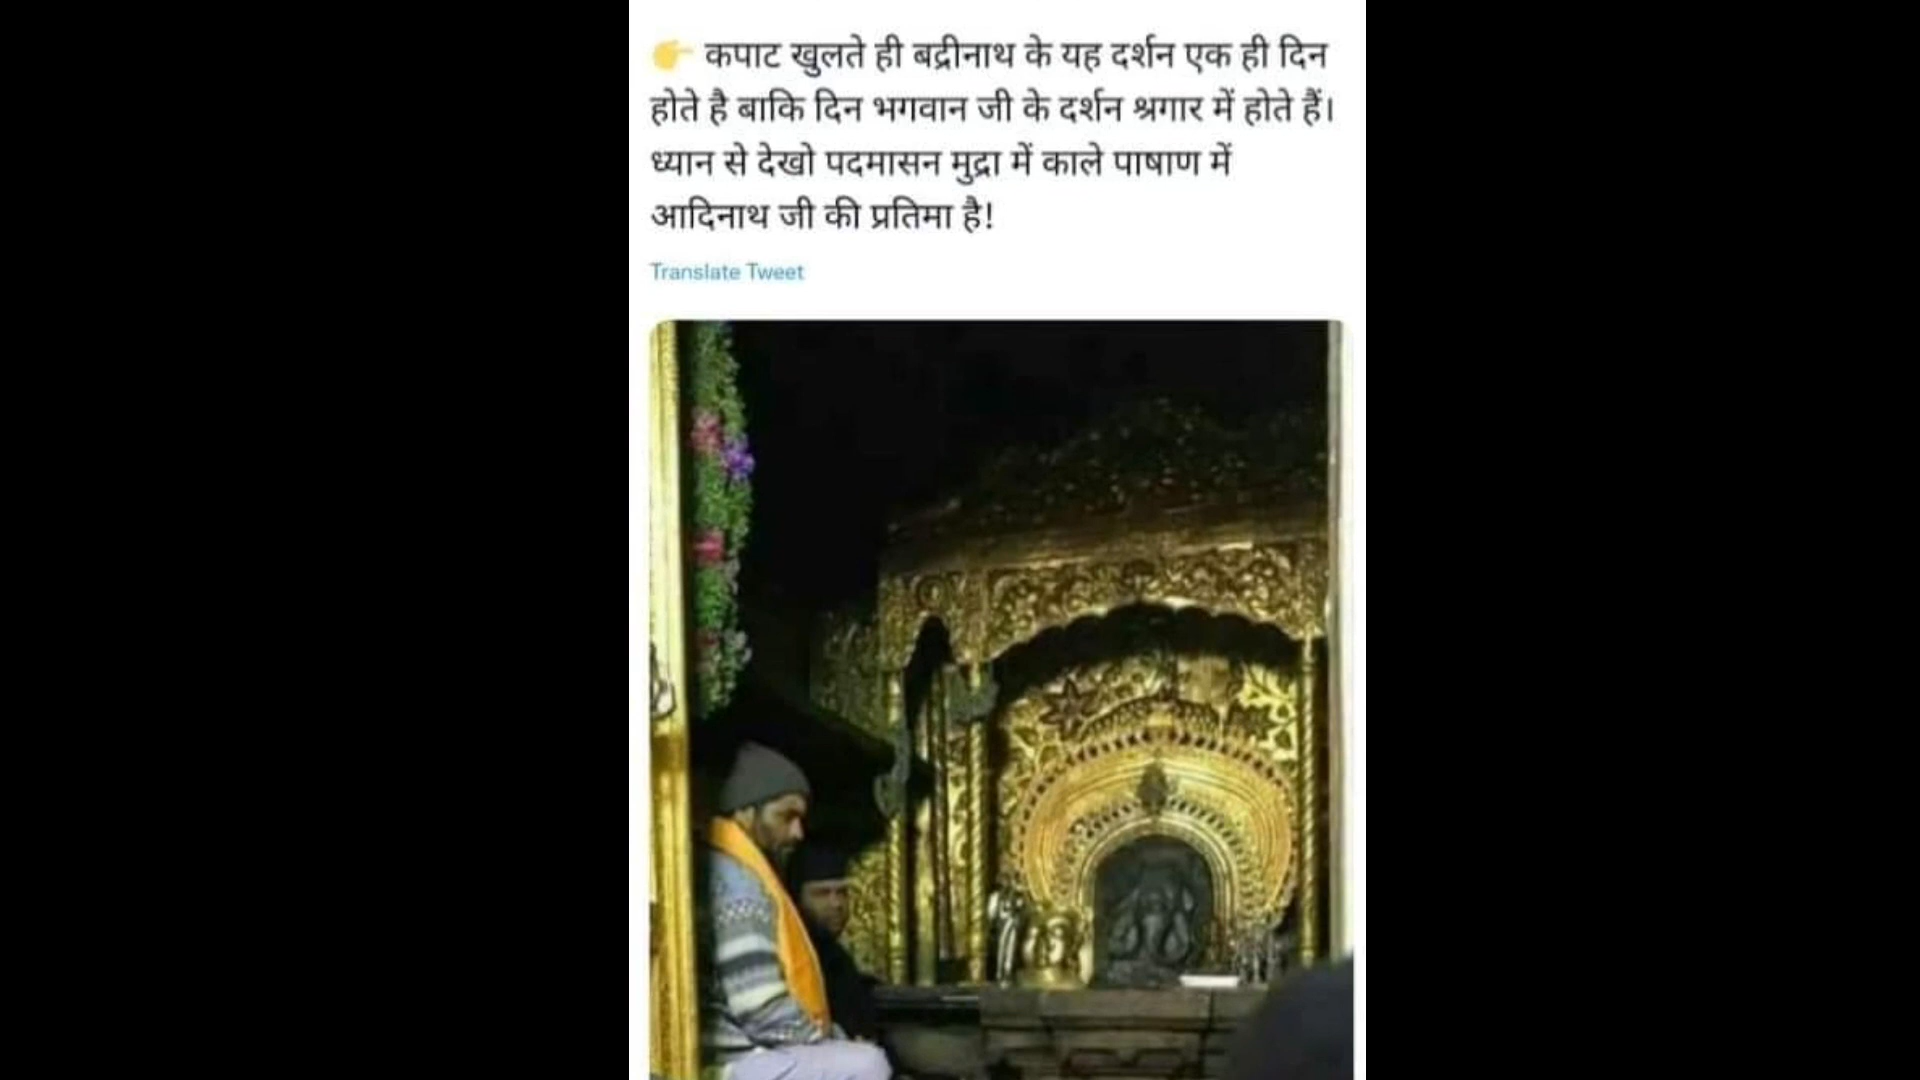 👉 कपाट खुलते ही बद्रीनाथ के यह दर्शन एक ही दिन
होते है बाकि दिन भगवान जी के दर्शन श्रगार में होते हैं।
ध्यान से देखो पदमासन मुद्रा में काले पाषाण में
आदिनाथ जी की प्रतिमा है!
Translate Tweet